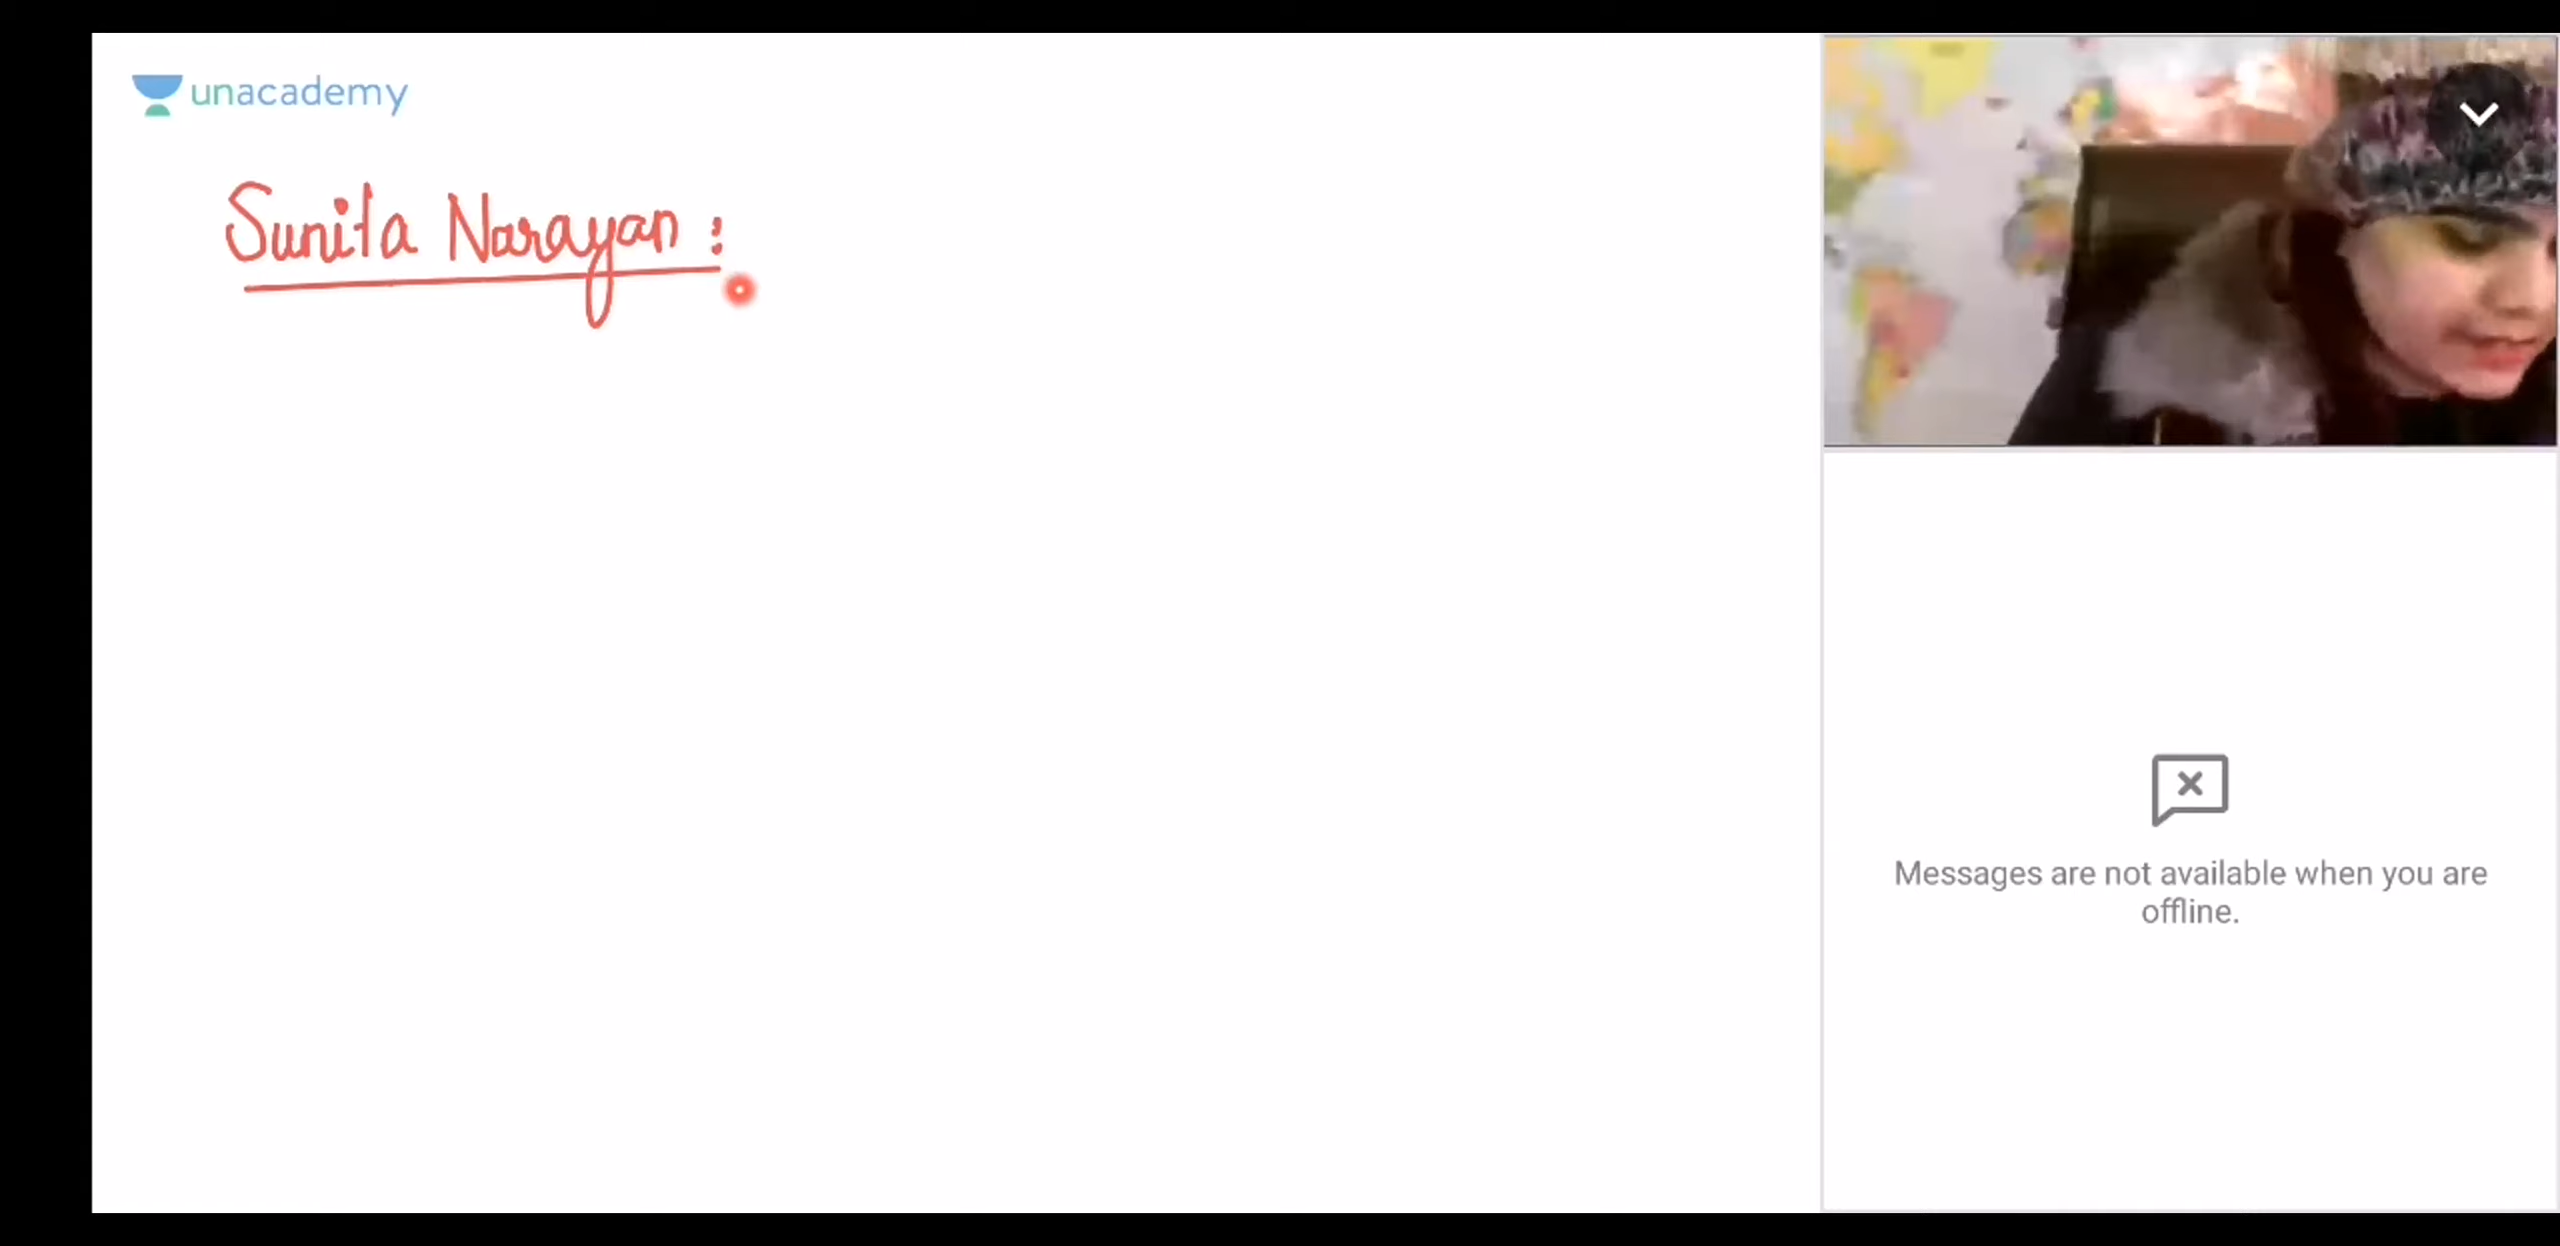 unacademy
Sunita Narayan :
Messages are not available when you are
offline.